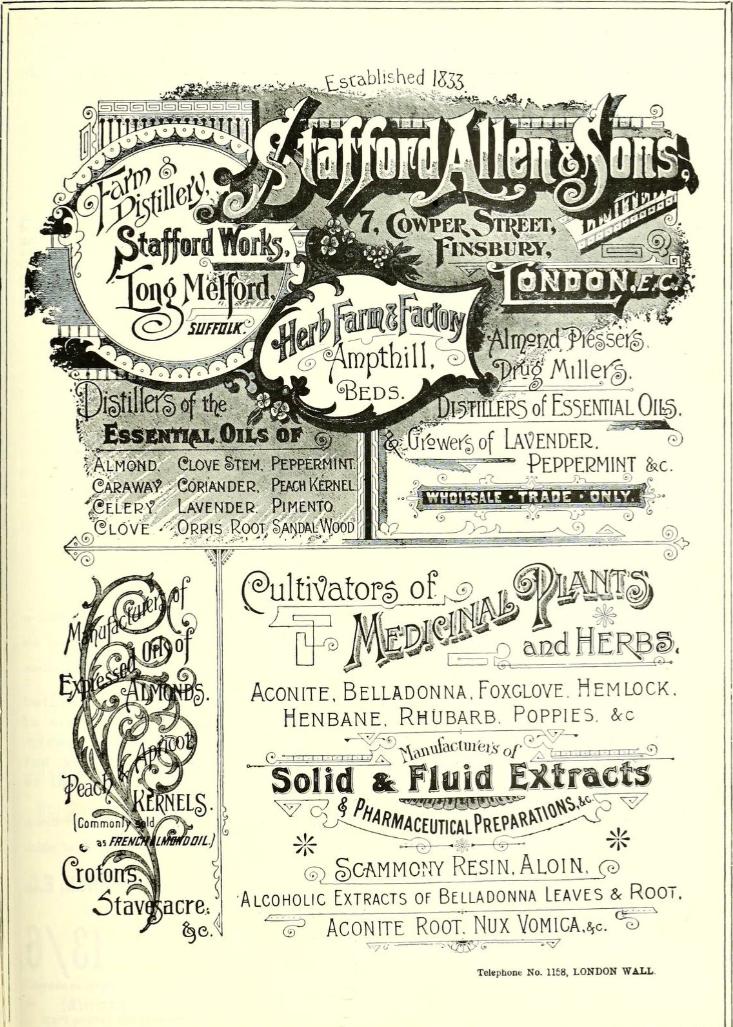 Established 1833.
Stafford Allen & Sons,
LIMITED.
7, COWPER STREET,
FINSBURY,
LONDON, E.C.
Farm &
Distillery,
Stafford Works,
Long Melford,
SUFFOLK.
Herb Farm & Factory
Ampthill,
BEDS.
Almond Pressers,
Drug Millers,
DISTILLERS of ESSENTIAL OILS,
Growers of LAVENDER,
PEPPERMINT &c.
WHOLESALE · TRADE · ONLY.
Distillers of the
ESSENTIAL OILS OF
ALMOND, CLOVE STEM, PEPPERMINT
CARAWAY CORIANDER, PEACH KERNEL
CELERY LAVENDER, PIMENTO
CLOVE ORRIS ROOT SANDAL WOOD
Manufacturers of
Expressed Oils of
ALMONDS.
Peach & Apricot
KERNELS.
(Commonly sold
as FRENCH ALMOND OIL.)
Crotons,
Stavesacre,
&c.
Cultivators of
MEDICINAL PLANTS
and HERBS,
ACONITE, BELLADONNA, FOXGLOVE, HEMLOCK,
HENBANE, RHUBARB, POPPIES, &c
Manufacturers of
Solid & Fluid Extracts
& PHARMACEUTICAL PREPARATIONS, &c.
SCAMMONY RESIN, ALOIN,
ALCOHOLIC EXTRACTS OF BELLADONNA LEAVES & ROOT,
ACONITE ROOT, NUX VOMICA, &c.
Telephone No. 1158, LONDON WALL.